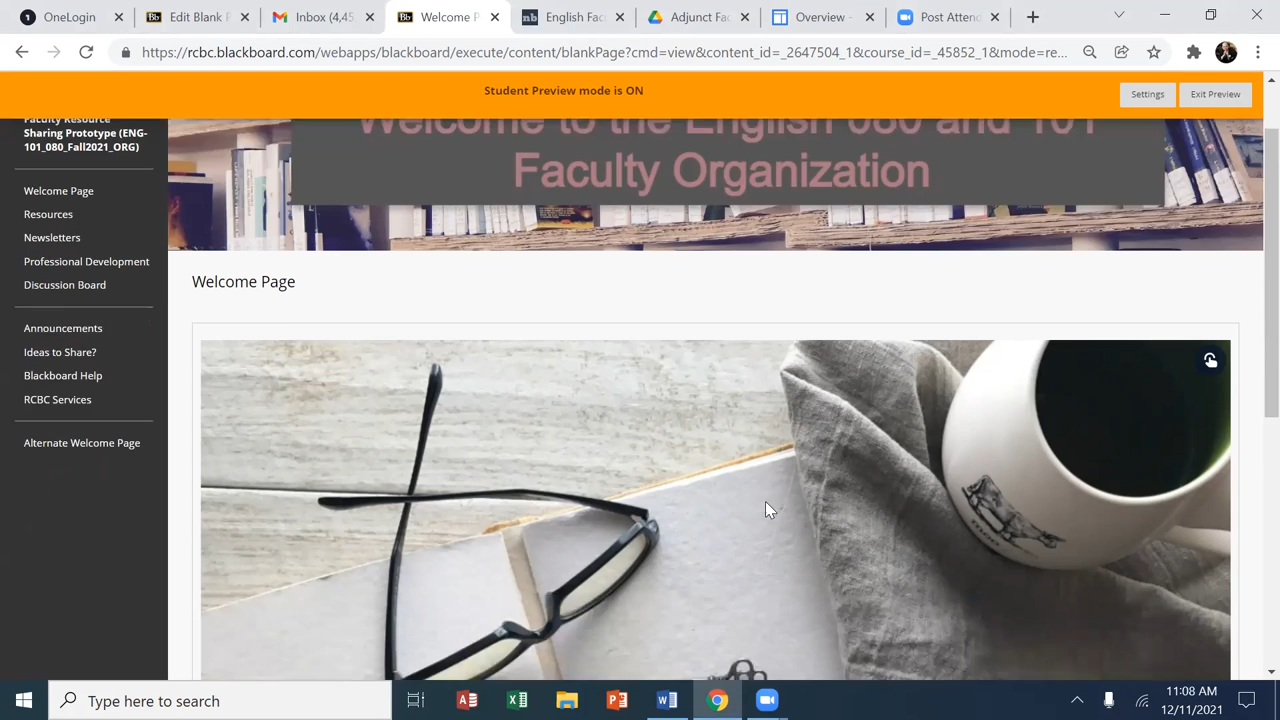 OneLogin
Edit Blank P
Inbox (4,45
Welcome P
English Fac
Adjunct Fac
Overview -
Post Attend
https://rcbc.blackboard.com/webapps/blackboard/execute/content/blankPage?cmd=view&content_id=_2647504_1&course_id=_45852_1&mode=re...
Student Preview mode is ON
Settings
Exit Preview
Faculty Resource
Sharing Prototype (ENG-
101_080_Fall2021_ORG)
Welcome Page
Resources
Newsletters
Professional Development
Discussion Board
Announcements
Ideas to Share?
Blackboard Help
RCBC Services
Alternate Welcome Page
Welcome to the English 080 and 101
Faculty Organization
Welcome Page
Type here to search
11:08 AM
12/11/2021